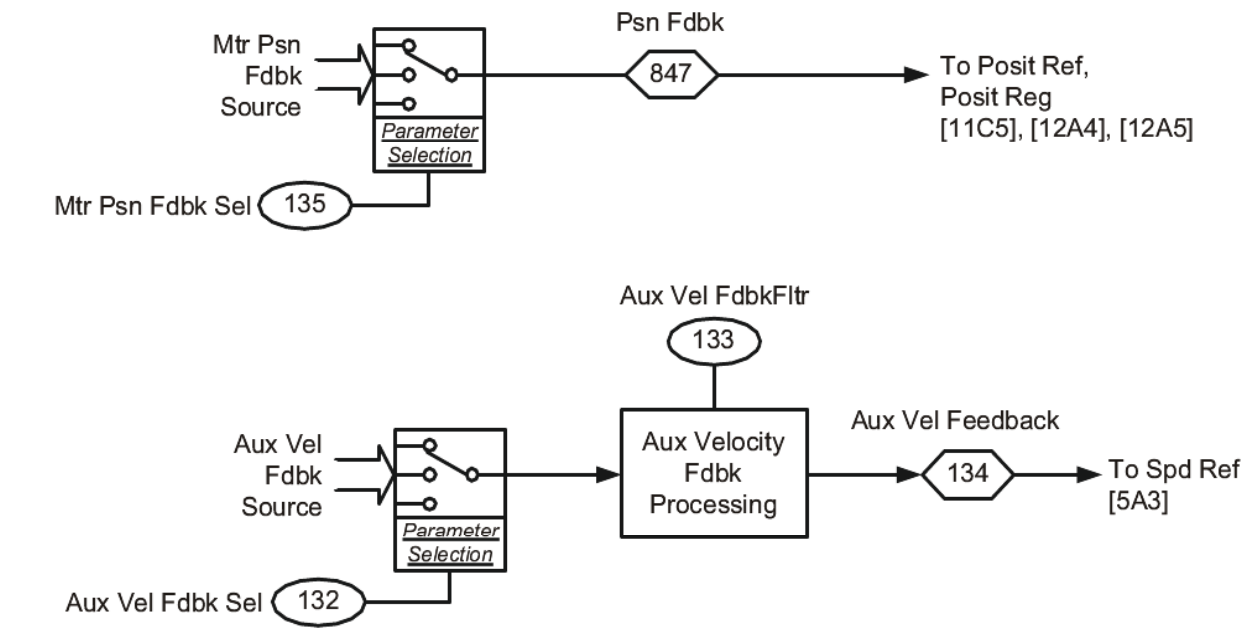 Psn Fdbk
Mtr Psn
Fdbk
Source
847
To Posit Ref,
Posit Reg
[11C5], [12A4], [12A5]
Parameter
Selection
Mtr Psn Fdbk Sel
135
Aux Vel FdbkFltr
133
Aux Vel
Fdbk
Source
Aux Velocity
Fdbk
Processing
Aux Vel Feedback
134
To Spd Ref
[5A3]
Parameter
Selection
Aux Vel Fdbk Sel
132